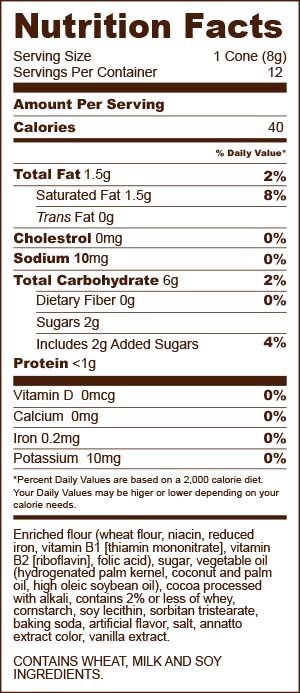 Nutrition Facts
Serving Size 1 Cone (8g)
Servings Per Container 12
Amount Per Serving
Calories 40
% Daily Value*
Total Fat 1.5g 2%
Saturated Fat 1.5g 8%
Trans Fat 0g
Cholestrol 0mg 0%
Sodium 10mg 0%
Total Carbohydrate 6g 2%
Dietary Fiber 0g 0%
Sugars 2g
Includes 2g Added Sugars 4%
Protein <1g
Vitamin D 0mcg 0%
Calcium 0mg 0%
Iron 0.2mg 0%
Potassium 10mg 0%
*Percent Daily Values are based on a 2,000 calorie diet.
Your Daily Values may be higer or lower depending on your
calorie needs.
Enriched flour (wheat flour, niacin, reduced
iron, vitamin B1 [thiamin mononitrate], vitamin
B2 [riboflavin], folic acid), sugar, vegetable oil
(hydrogenated palm kernel, coconut and palm
oil, high oleic soybean oil), cocoa processed
with alkali, contains 2% or less of whey,
cornstarch, soy lecithin, sorbitan tristearate,
baking soda, artificial flavor, salt, annatto
extract color, vanilla extract.
CONTAINS WHEAT, MILK AND SOY
INGREDIENTS.